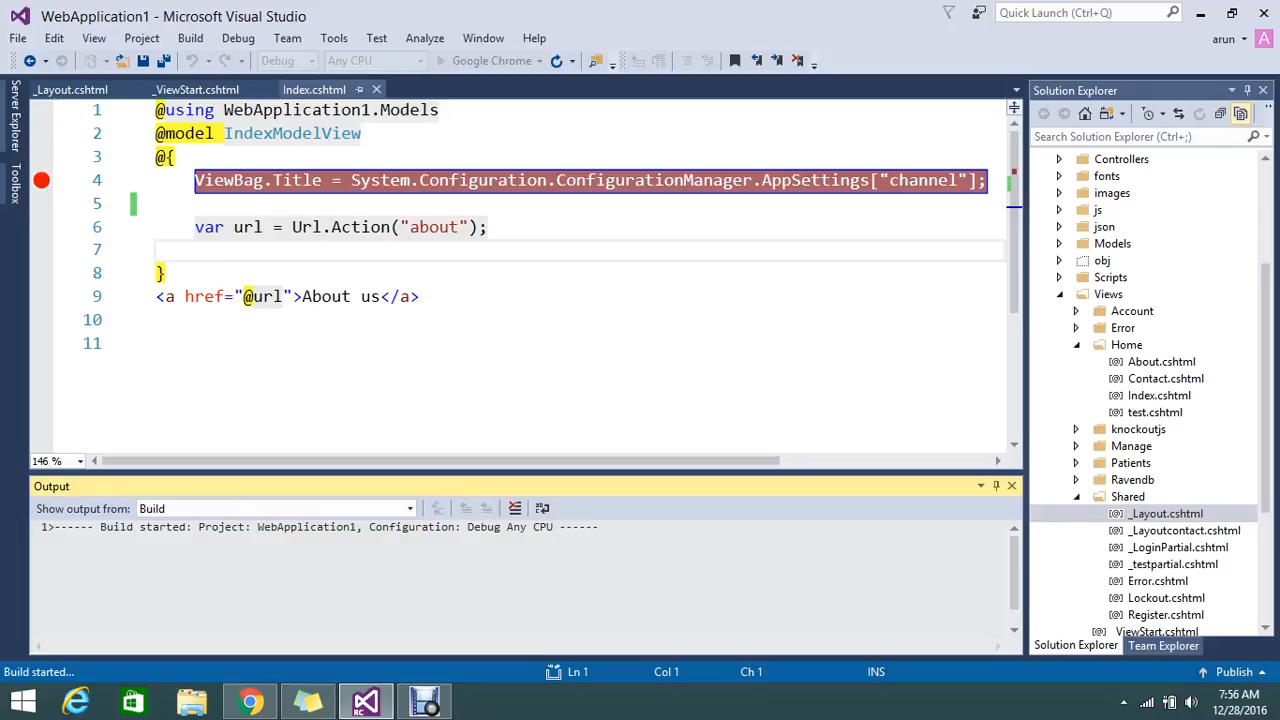 WebApplication1 - Microsoft Visual Studio
Quick Launch (Ctrl+Q)
File Edit View Project Build Debug Team Tools Test Analyze Window Help
arun A
Debug Any CPU Google Chrome
Server Explorer
Toolbox
_Layout.cshtml _ViewStart.cshtml Index.cshtml
1 @using WebApplication1.Models
2 @model IndexModelView
3 @{
4 ViewBag.Title = System.Configuration.ConfigurationManager.AppSettings["channel"];
5
6 var url = Url.Action("about");
7
8 }
9 <a href="@url">About us</a>
10
11
146 %
Output
Show output from: Build
1>------ Build started: Project: WebApplication1, Configuration: Debug Any CPU ------
Solution Explorer
Search Solution Explorer (Ctrl+;)
Controllers
fonts
images
js
json
Models
obj
Scripts
Views
Account
Error
Home
[@] About.cshtml
[@] Contact.cshtml
[@] Index.cshtml
[@] test.cshtml
knockoutjs
Manage
Patients
Ravendb
Shared
[@] _Layout.cshtml
[@] _Layoutcontact.cshtml
[@] _LoginPartial.cshtml
[@] _testpartial.cshtml
[@] Error.cshtml
[@] Lockout.cshtml
[@] Register.cshtml
[@] _ViewStart.cshtml
Solution Explorer Team Explorer
Build started... Ln 1 Col 1 Ch 1 INS Publish
RC
7:56 AM
12/28/2016